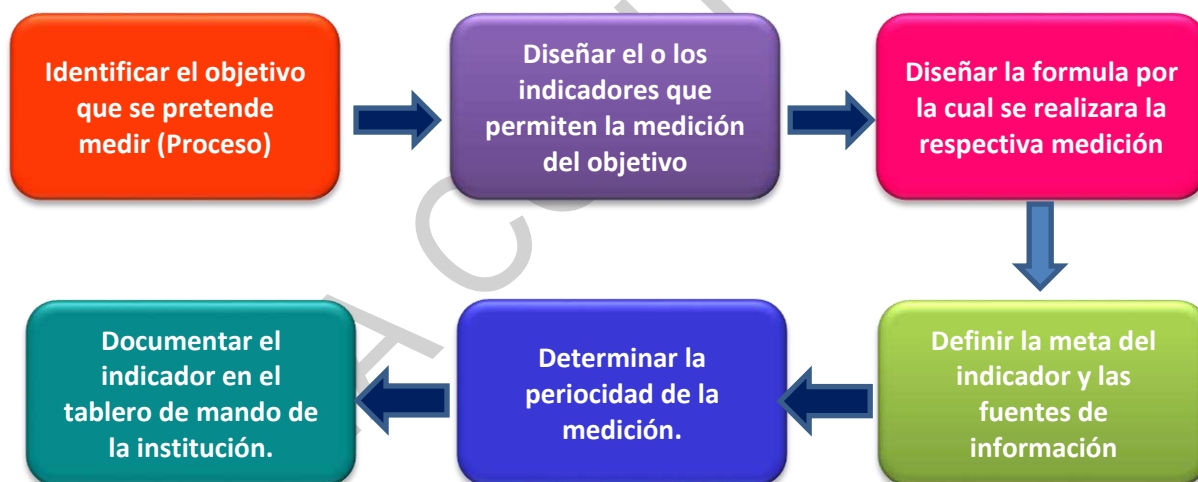 Identificar el objetivo
que se pretende
medir (Proceso)
Diseñar el o los
indicadores que
permiten la medición
del objetivo
Diseñar la formula por
la cual se realizara la
respectiva medición
Definir la meta del
indicador y las
fuentes de
información
Determinar la
periocidad de la
medición.
Documentar el
indicador en el
tablero de mando de
la institución.